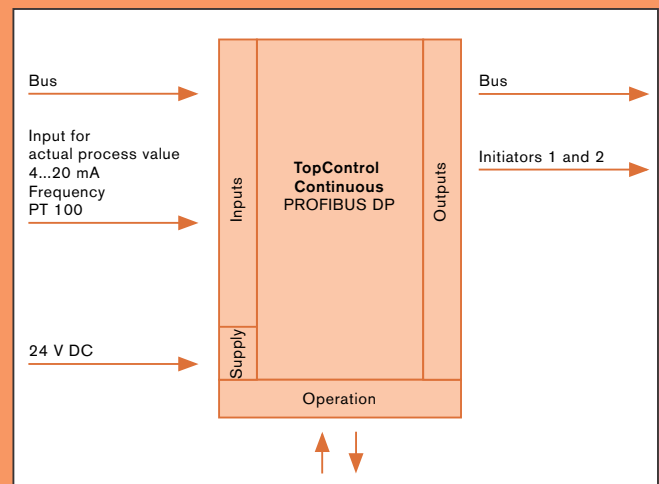 Bus
Input for
actual process value
4...20 mA
Frequency
PT 100
24 V DC
Inputs
Supply
TopControl
Continuous
PROFIBUS DP
Outputs
Operation
Bus
Initiators 1 and 2